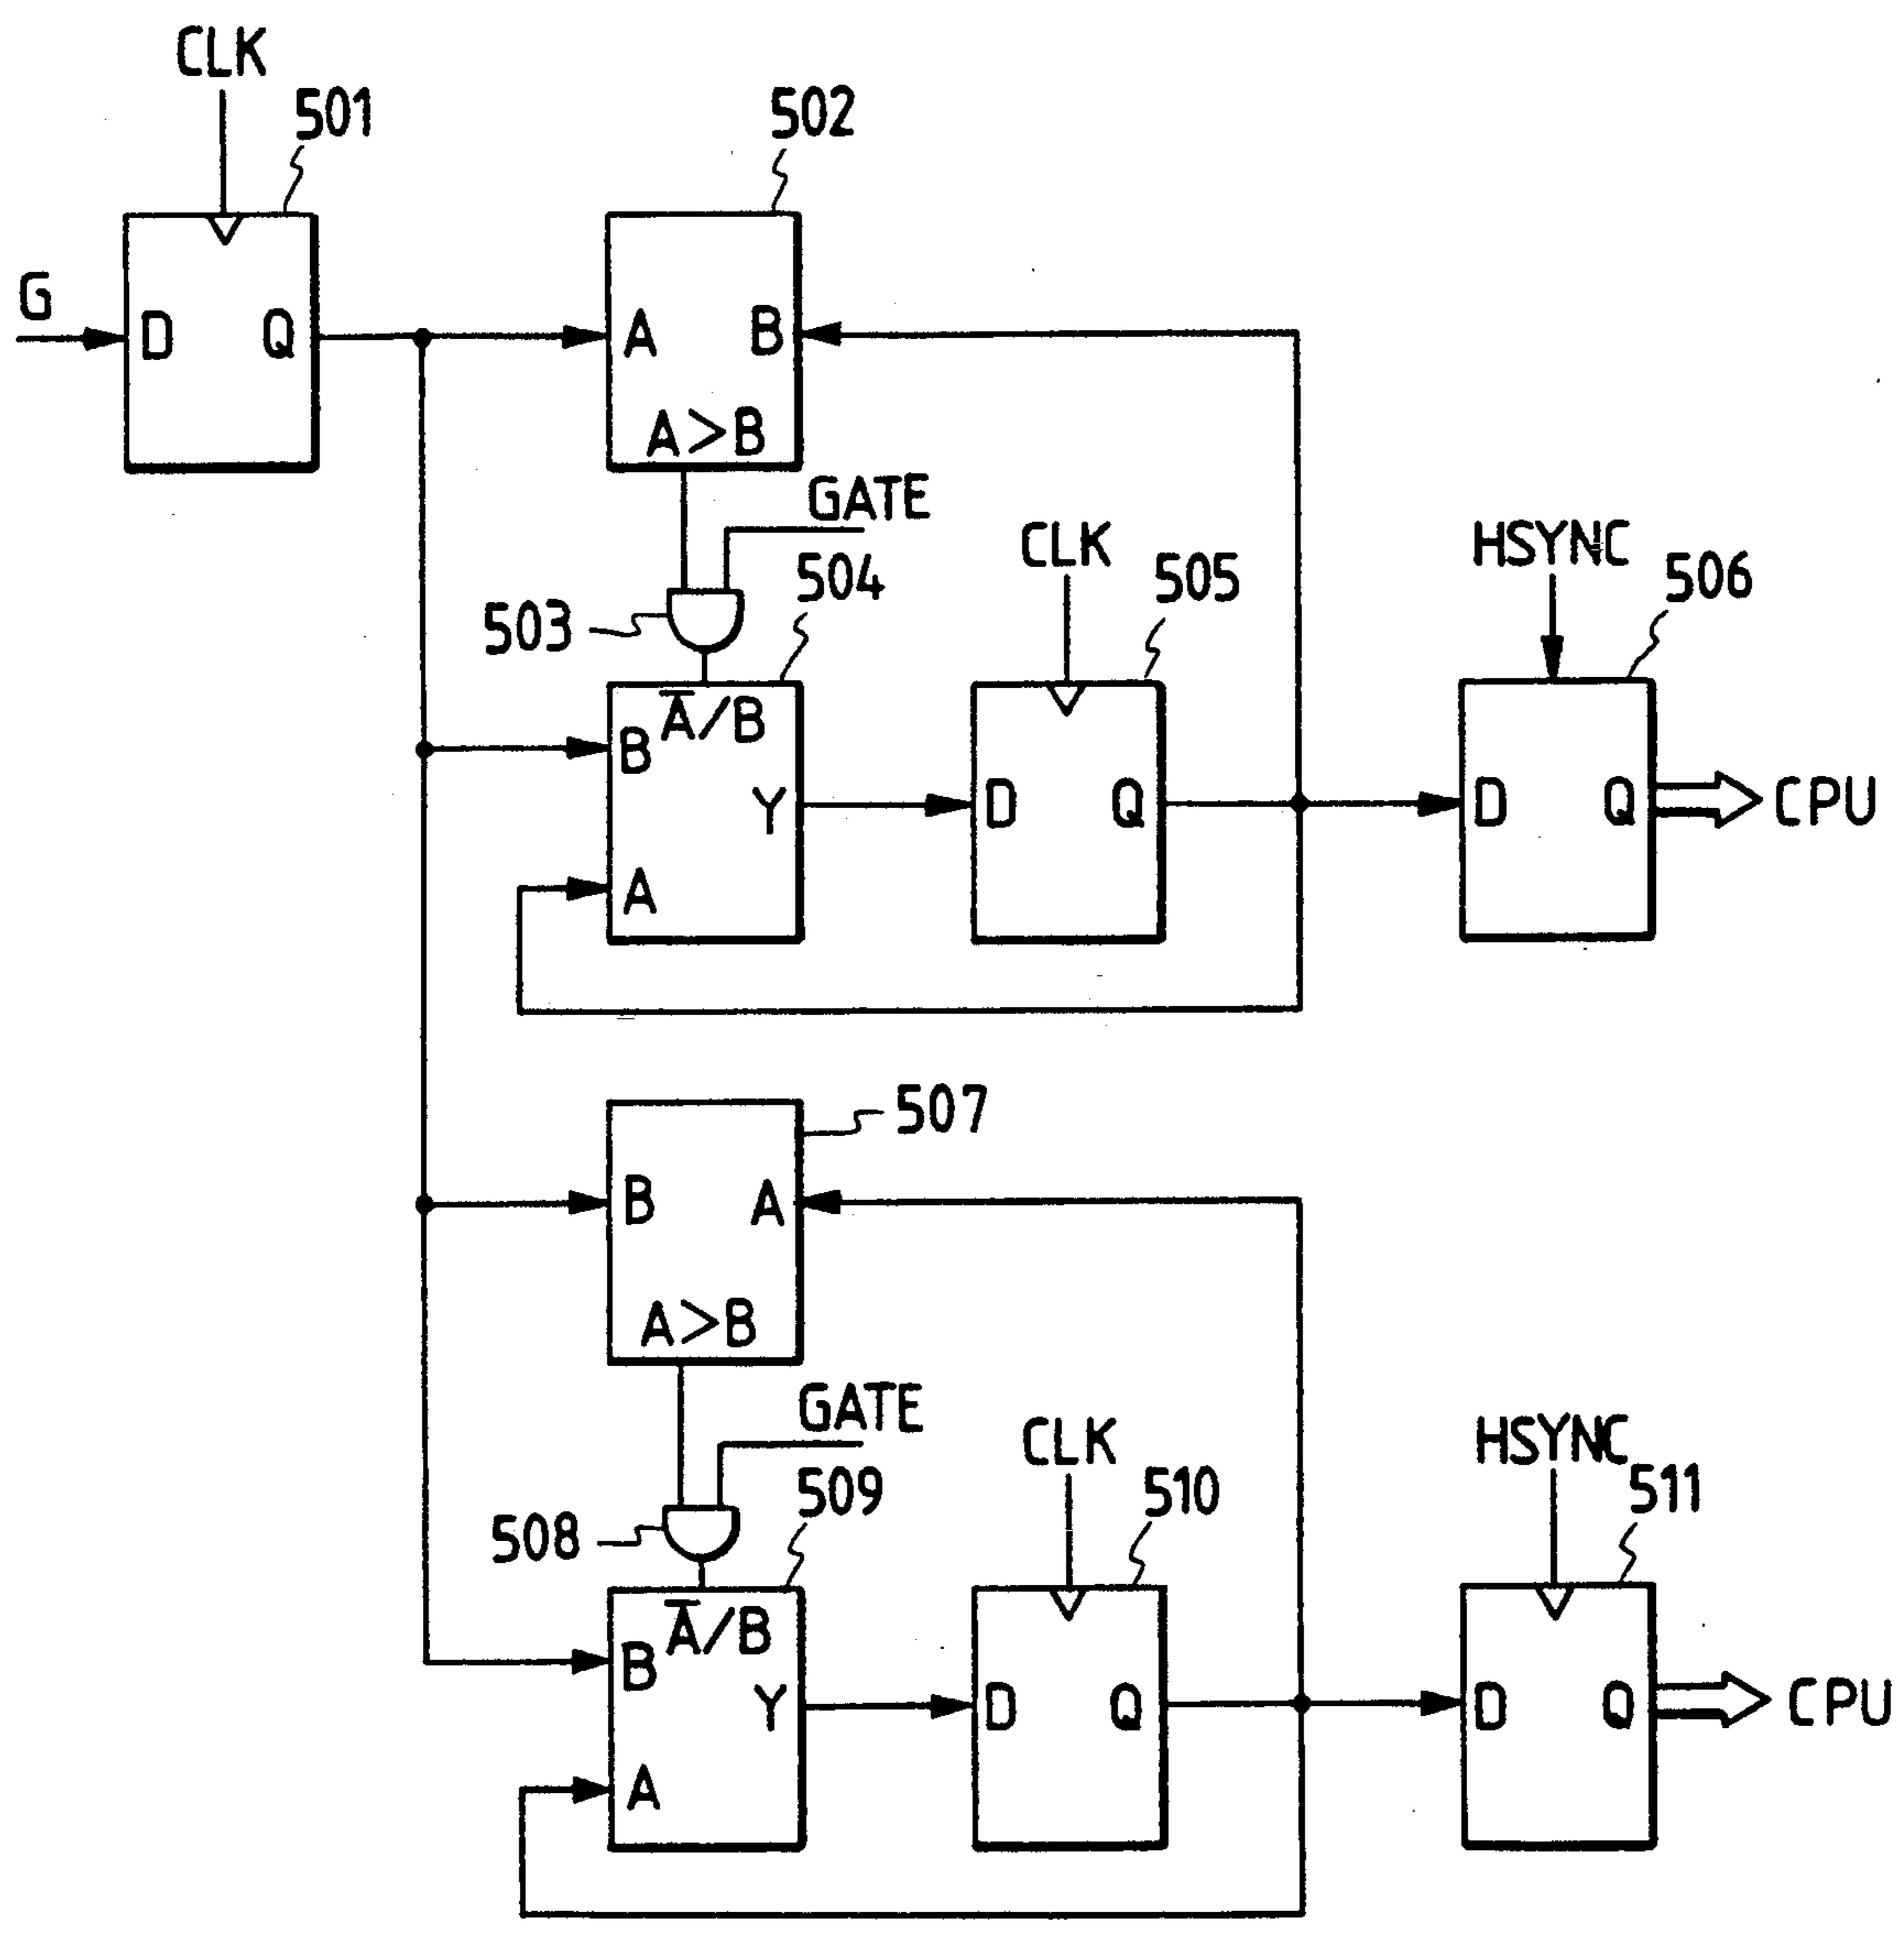 CLK
501
502
G
D Q
A B
A>B
GATE
CLK
HSYNC
503
504
505
506
A̅/B
B
Y
A
D Q
D Q
CPU
507
B A
A>B
GATE
CLK
HSYNC
508
509
510
511
A̅/B
B
Y
A
D Q
D Q
CPU